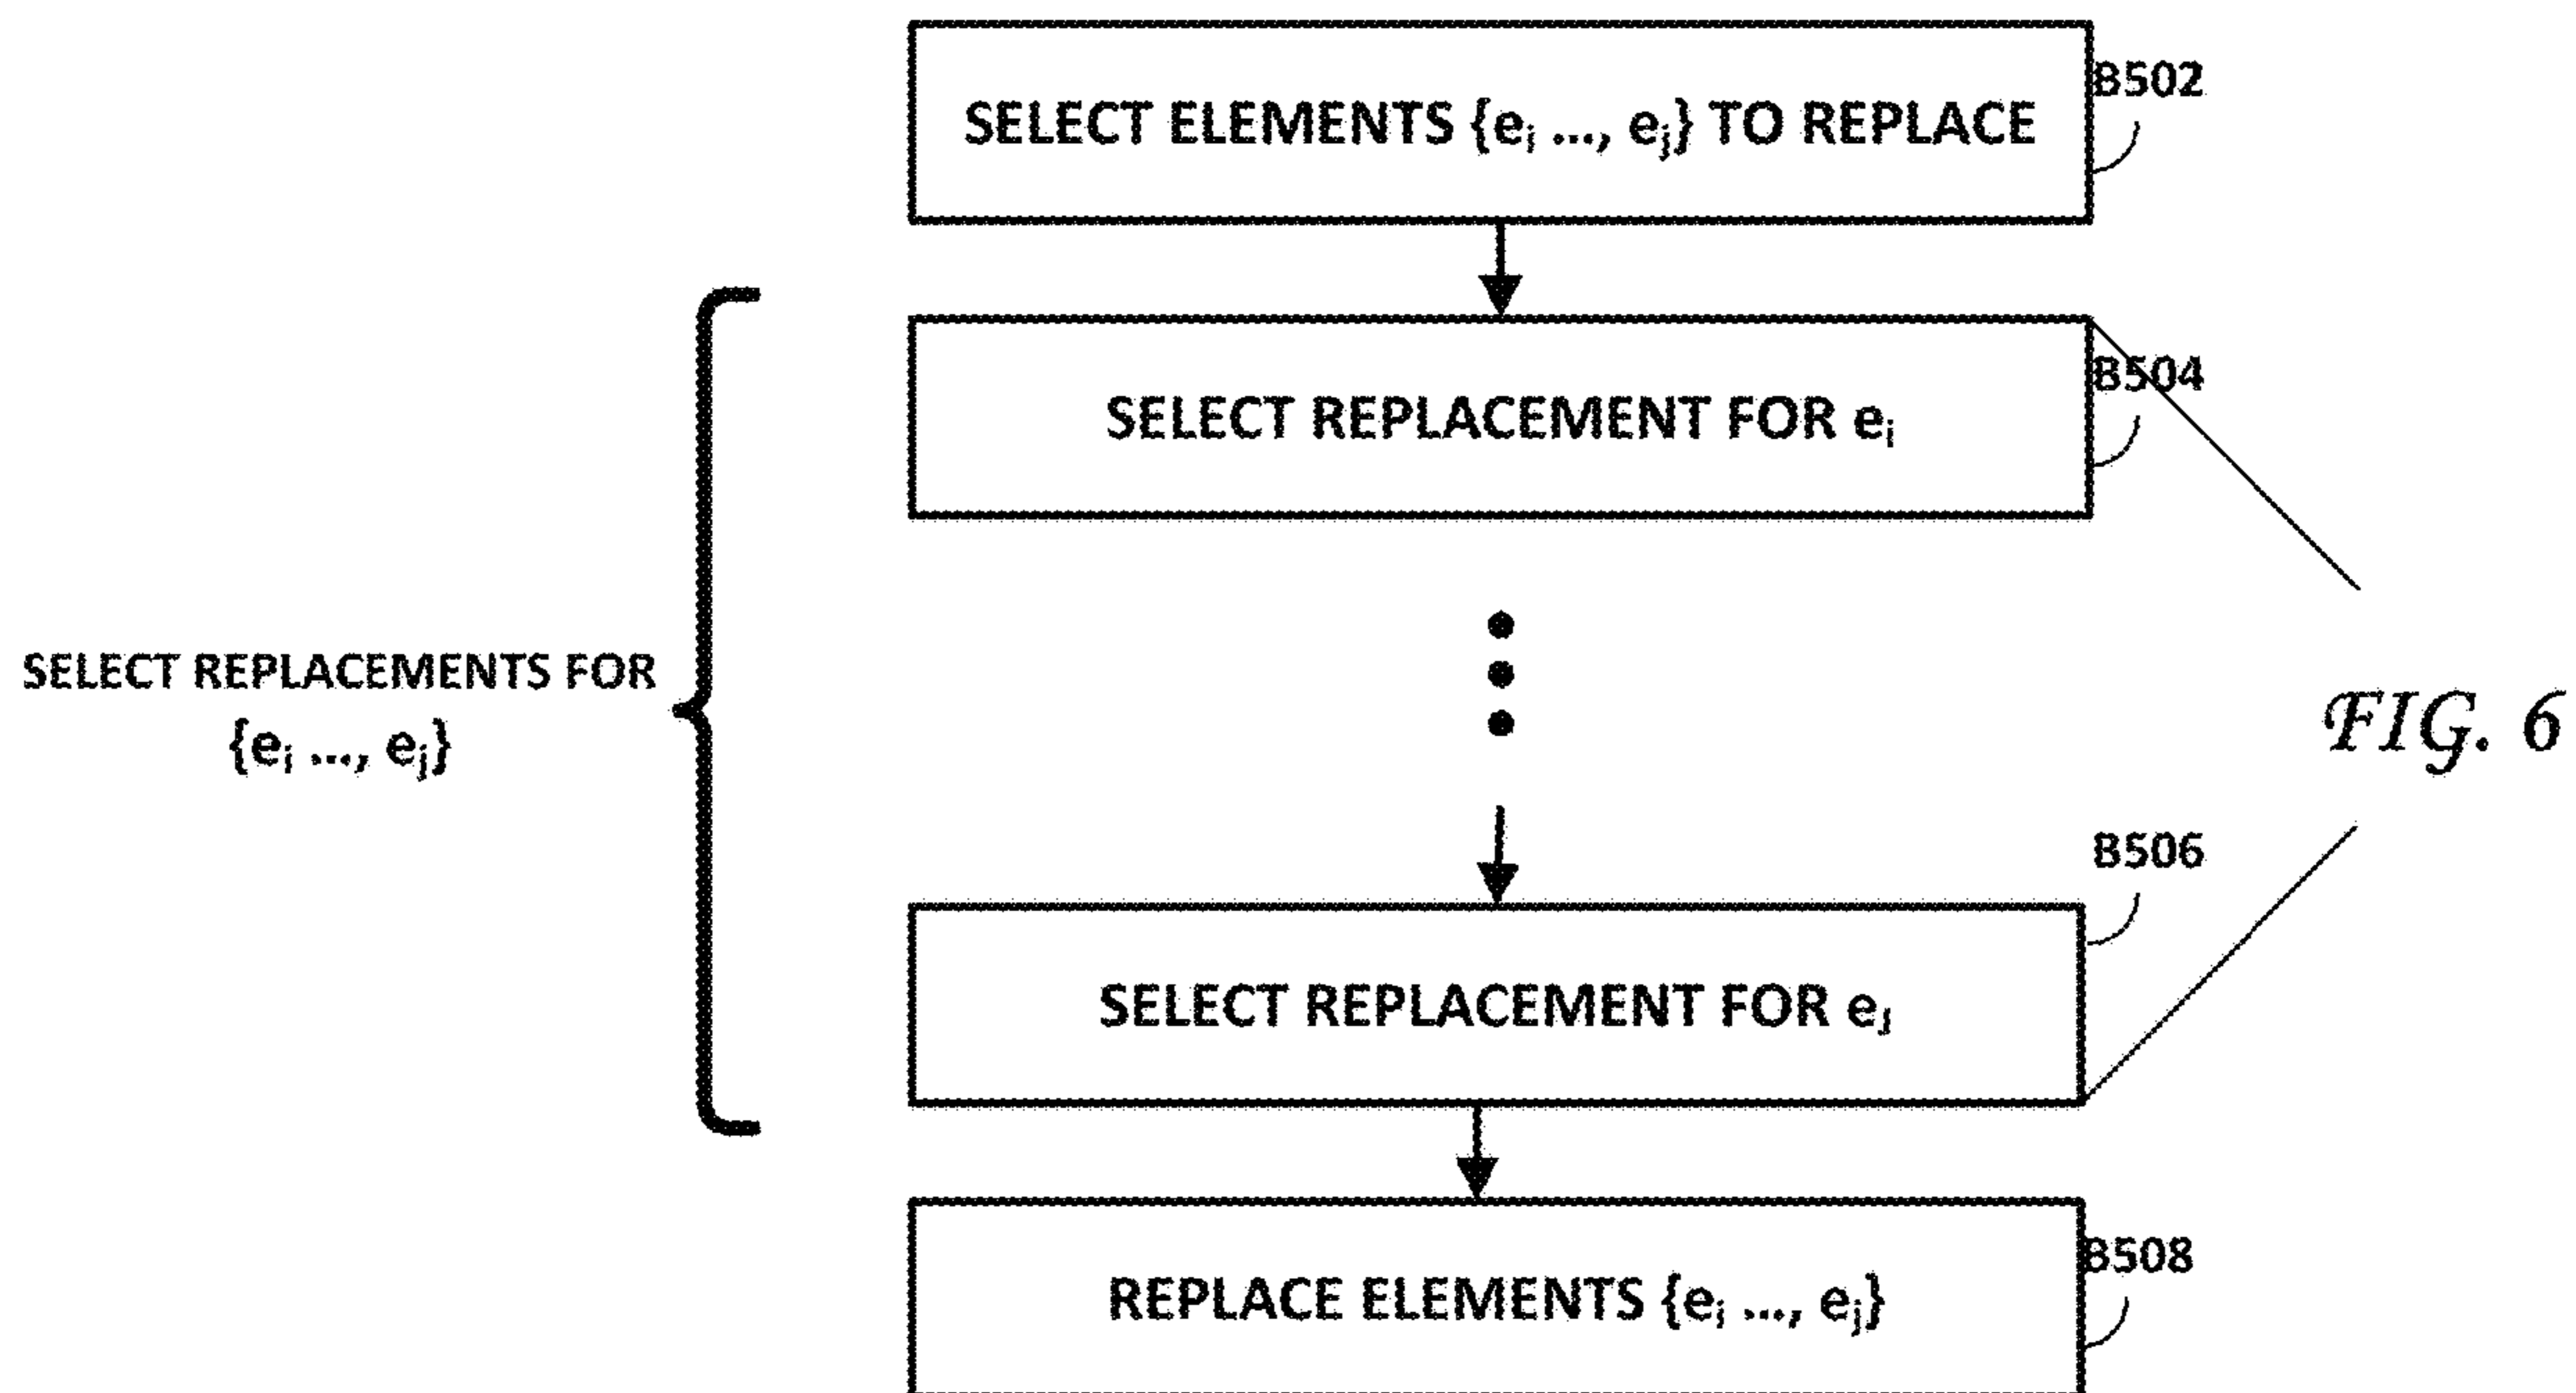 B502
SELECT ELEMENTS {eᵢ ..., eⱼ} TO REPLACE
B504
SELECT REPLACEMENT FOR eᵢ
SELECT REPLACEMENTS FOR
{eᵢ ..., eⱼ}
FIG. 6
B506
SELECT REPLACEMENT FOR eⱼ
B508
REPLACE ELEMENTS {eᵢ ..., eⱼ}